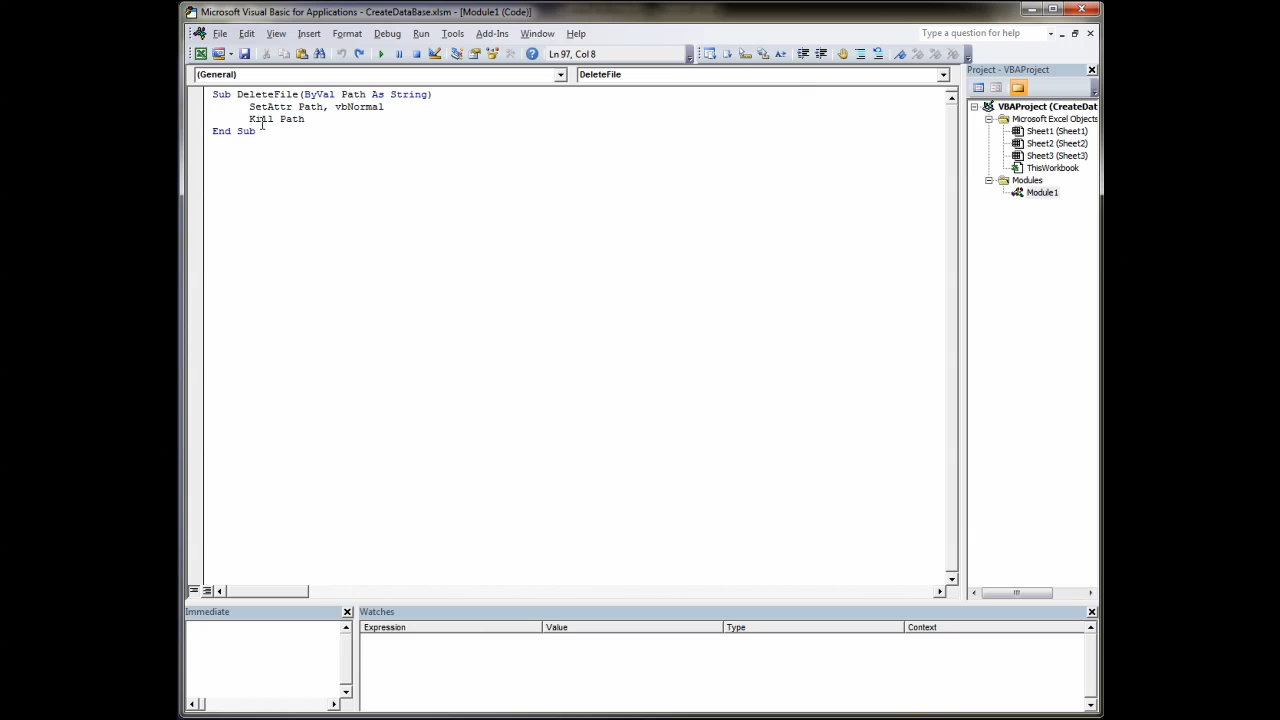 Microsoft Visual Basic for Applications - CreateDataBase.xlsm - [Module1 (Code)]
File Edit View Insert Format Debug Run Tools Add-Ins Window Help
Type a question for help
Ln 97, Col 8
(General)
DeleteFile
Sub DeleteFile(ByVal Path As String)
SetAttr Path, vbNormal
Kill Path
End Sub
Project - VBAProject
VBAProject (CreateDat
Microsoft Excel Objects
Sheet1 (Sheet1)
Sheet2 (Sheet2)
Sheet3 (Sheet3)
ThisWorkbook
Modules
Module1
Immediate
Watches
Expression Value Type Context